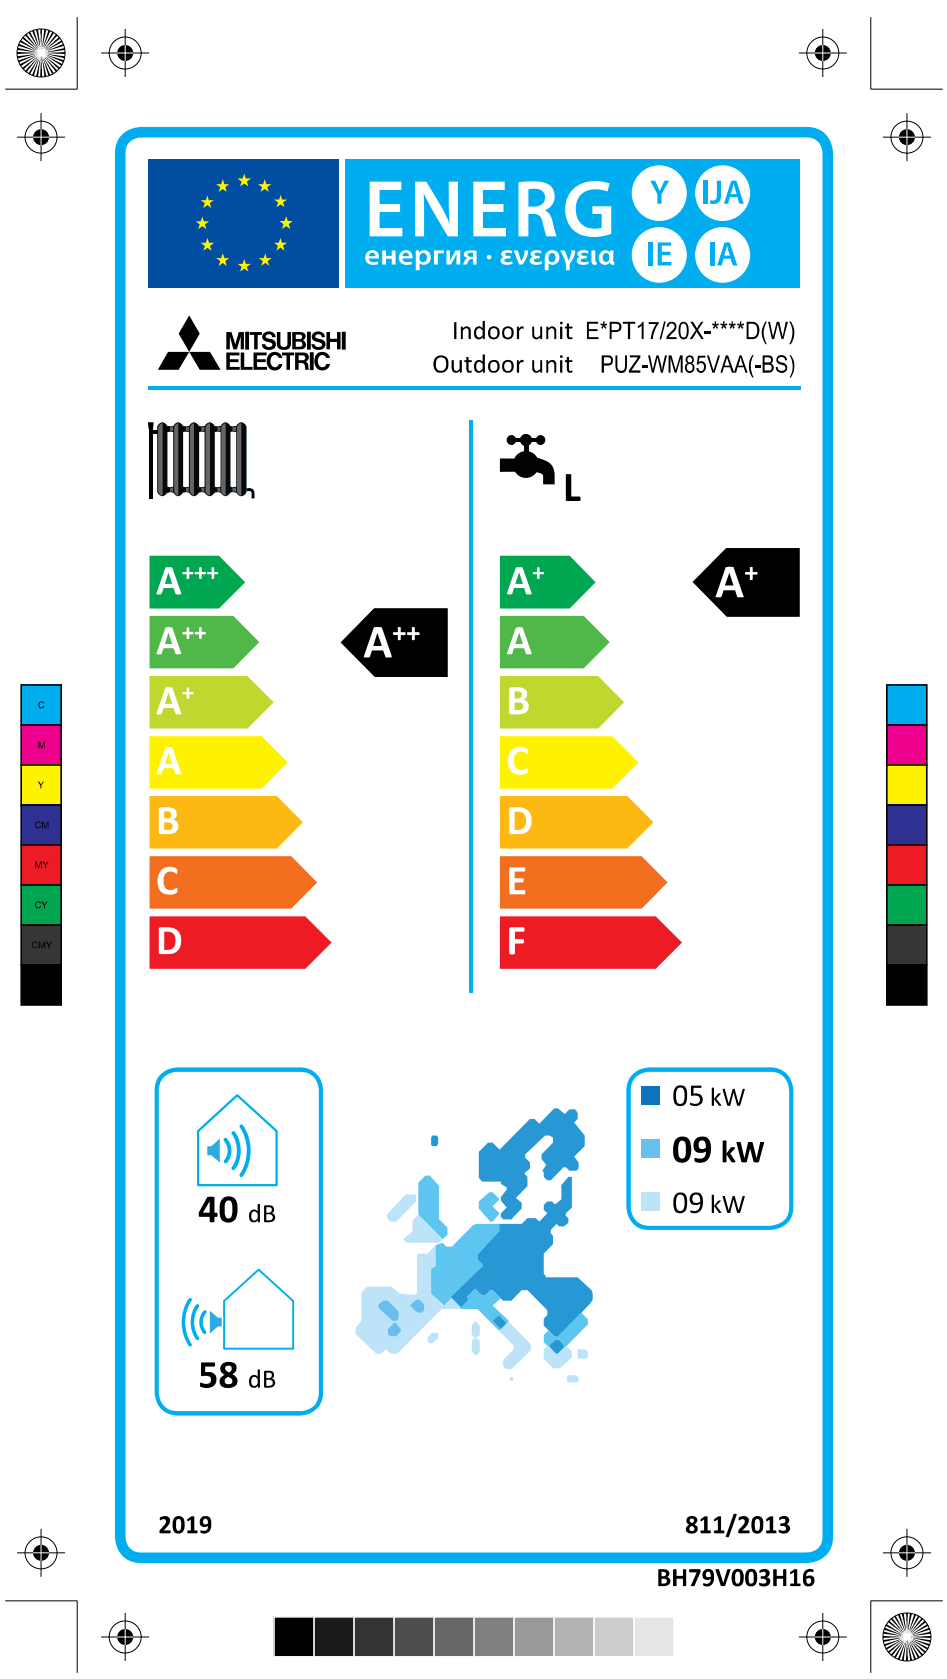 ENERG Y IJA
енергия · ενεργεια IE IA
MITSUBISHI
ELECTRIC
Indoor unit E*PT17/20X-****D(W)
Outdoor unit PUZ-WM85VAA(-BS)
L
A+++
A++
A+
A
B
C
D
A++
A+
A
B
C
D
E
F
A+
C
M
Y
CM
MY
CY
CMY
40 dB
58 dB
05 kW
09 kW
09 kW
2019
811/2013
BH79V003H16